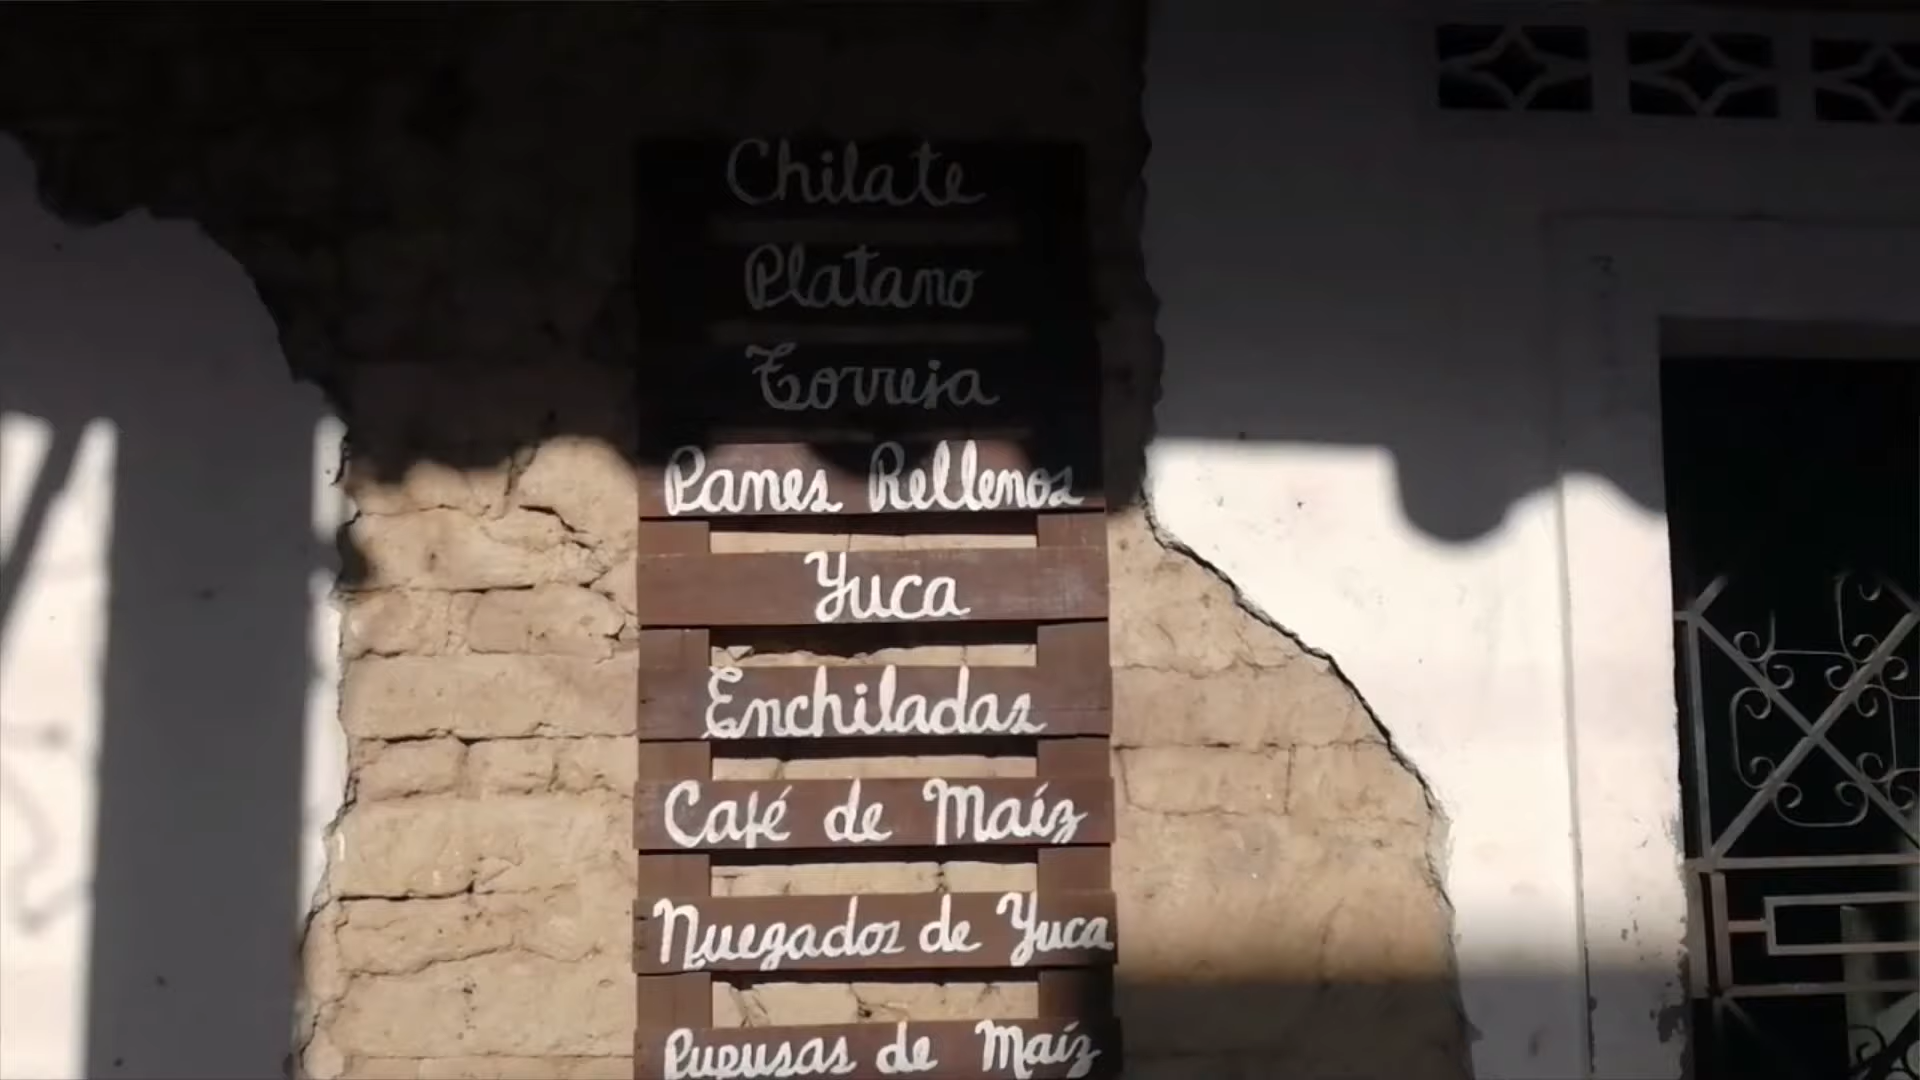 Chilate
Platano
Torreja
Panes Rellenos
Yuca
Enchiladas
Café de Maíz
Nuegados de Yuca
Pupusas de Maíz